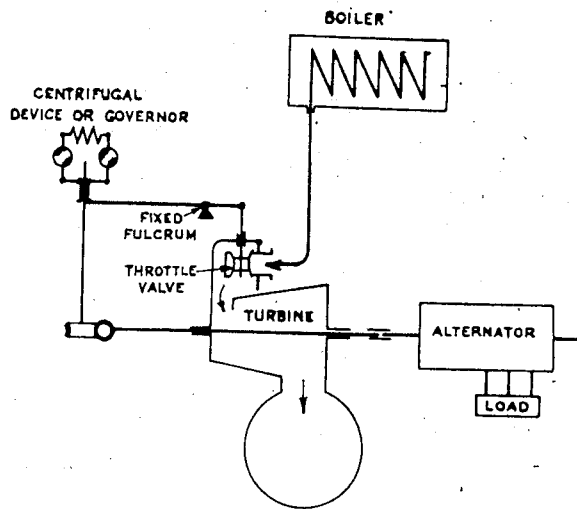 BOILER
CENTRIFUGAL
DEVICE OR GOVERNOR
FIXED
FULCRUM
THROTTLE
VALVE
TURBINE
ALTERNATOR
LOAD